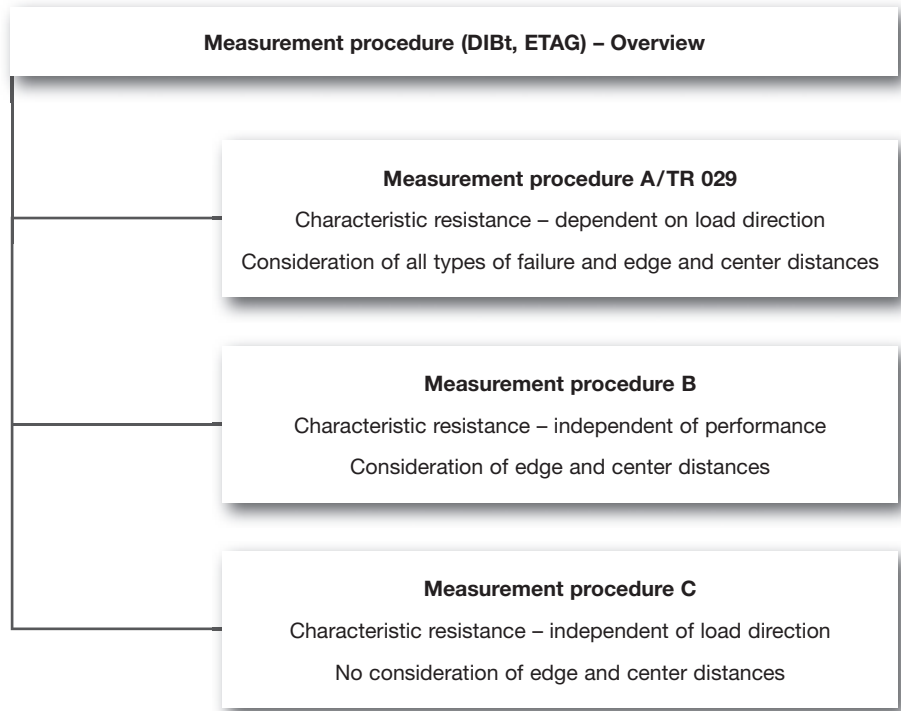 Measurement procedure (DIBt, ETAG) – Overview
Measurement procedure A/TR 029
Characteristic resistance – dependent on load direction
Consideration of all types of failure and edge and center distances
Measurement procedure B
Characteristic resistance – independent of performance
Consideration of edge and center distances
Measurement procedure C
Characteristic resistance – independent of load direction
No consideration of edge and center distances